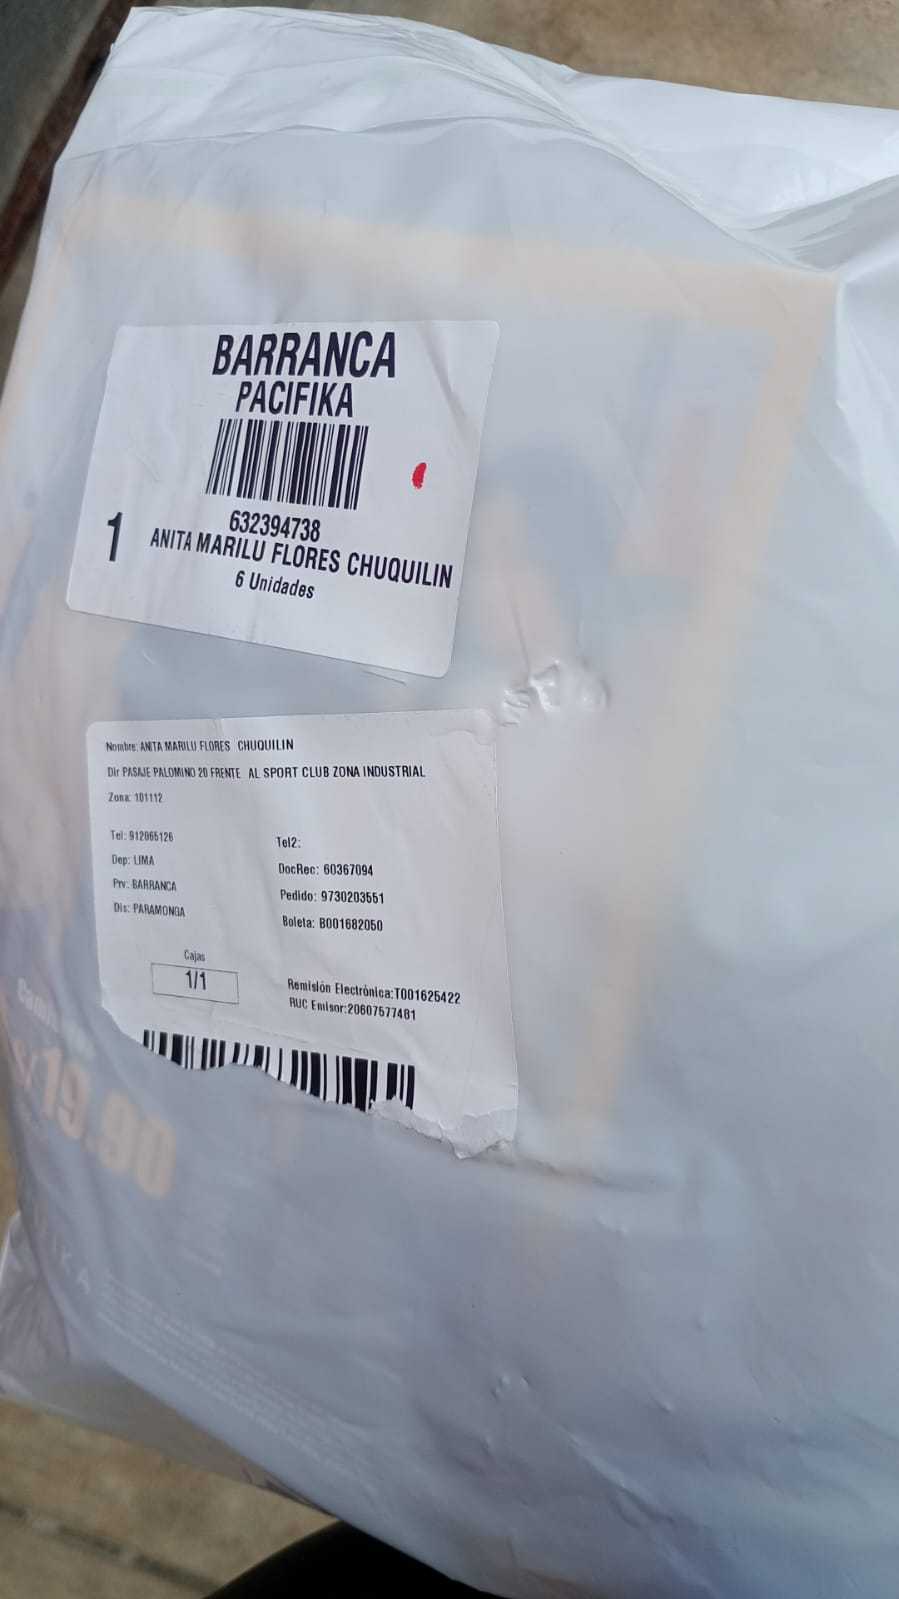 BARRANCA
PACIFIKA
632394738
1 ANITA MARILU FLORES CHUQUILIN
6 Unidades
Nombre: ANITA MARILU FLORES CHUQUILIN
Dir PASAJE PALOMINO 20 FRENTE AL SPORT CLUB ZONA INDUSTRIAL
Zona: 101112
Tel: 912065126 Tel2:
Dep: LIMA DocRec: 60367094
Prv: BARRANCA Pedido: 9730203551
Dis: PARAMONGA Boleta: B001682050
Cajas
1/1
Remisión Electrónica:T001625422
RUC Emisor:20607577481